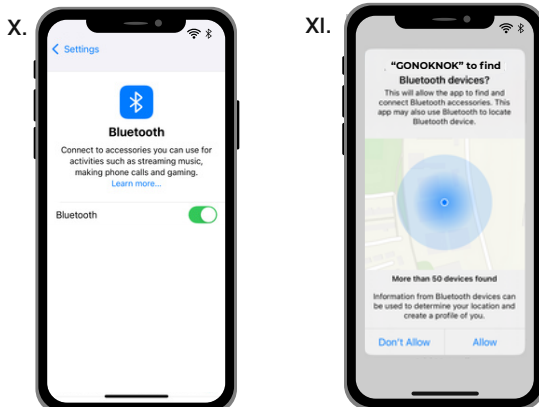 X.
Settings
Bluetooth
Connect to accessories you can use for
activities such as streaming music,
making phone calls and gaming.
Learn more...
Bluetooth
XI.
“GONOKNOK” to find
Bluetooth devices?
This will allow the app to find and
connect Bluetooth accessories. This
app may also use Bluetooth to locate
Bluetooth device.
More than 50 devices found
Information from Bluetooth devices can
be used to determine your location and
create a profile of you.
Don't Allow
Allow